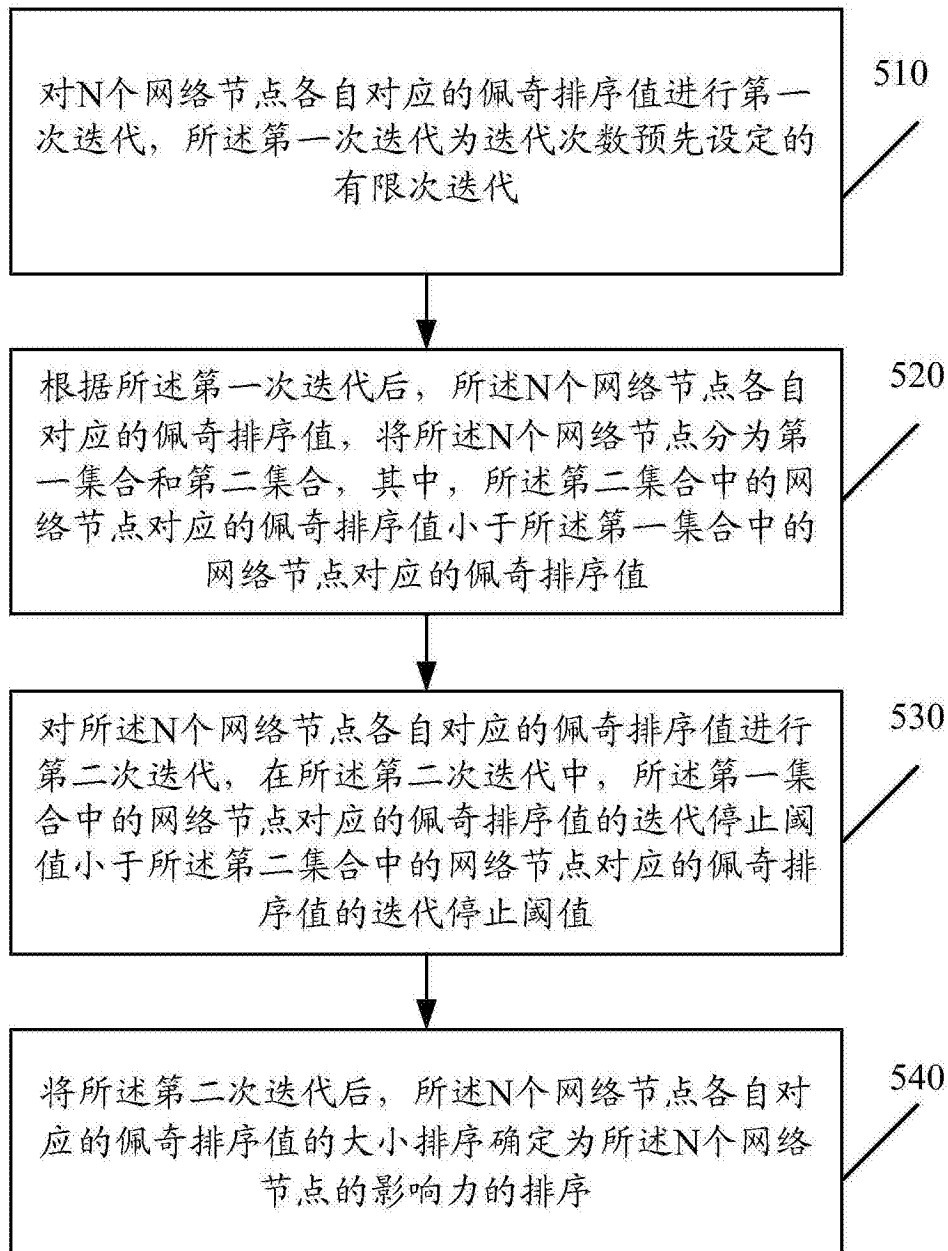 对N个网络节点各自对应的佩奇排序值进行第一
次迭代，所述第一次迭代为迭代次数预先设定的
有限次迭代
510
根据所述第一次迭代后，所述N个网络节点各自
对应的佩奇排序值，将所述N个网络节点分为第
一集合和第二集合，其中，所述第二集合中的网
络节点对应的佩奇排序值小于所述第一集合中的
网络节点对应的佩奇排序值
520
对所述N个网络节点各自对应的佩奇排序值进行
第二次迭代，在所述第二次迭代中，所述第一集
合中的网络节点对应的佩奇排序值的迭代停止阈
值小于所述第二集合中的网络节点对应的佩奇排
序值的迭代停止阈值
530
将所述第二次迭代后，所述N个网络节点各自对
应的佩奇排序值的大小排序确定为所述N个网络
节点的影响力的排序
540